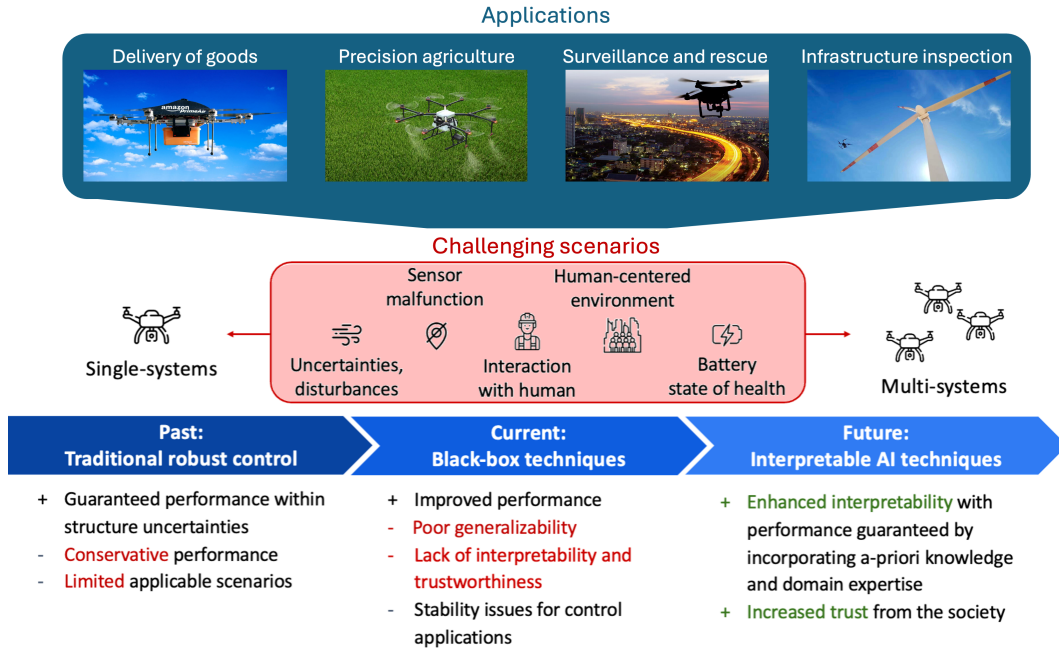 Applications
Delivery of goods
Precision agriculture
Surveillance and rescue
Infrastructure inspection
amazon
PrimeAir
Challenging scenarios
Sensor
malfunction
Human-centered
environment
Uncertainties,
disturbances
Interaction
with human
Battery
state of health
Single-systems
Multi-systems
Past:
Traditional robust control
Current:
Black-box techniques
Future:
Interpretable AI techniques
+ Guaranteed performance within
structure uncertainties
- Conservative performance
- Limited applicable scenarios
+ Improved performance
- Poor generalizability
- Lack of interpretability and
trustworthiness
- Stability issues for control
applications
+ Enhanced interpretability with
performance guaranteed by
incorporating a-priori knowledge
and domain expertise
+ Increased trust from the society